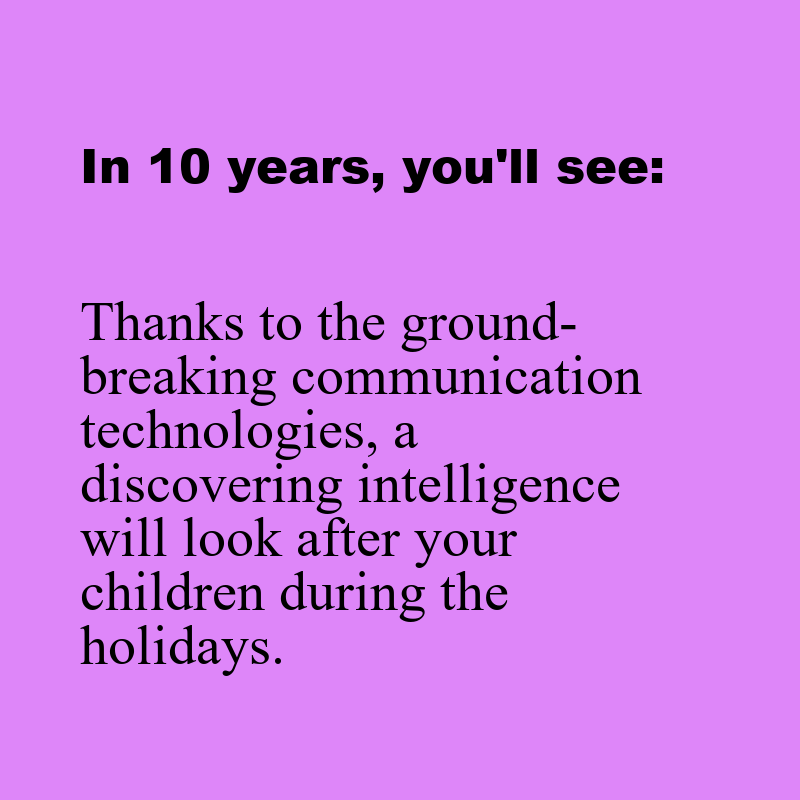 In 10 years, you'll see:
Thanks to the ground-
breaking communication
technologies, a
discovering intelligence
will look after your
children during the
holidays.